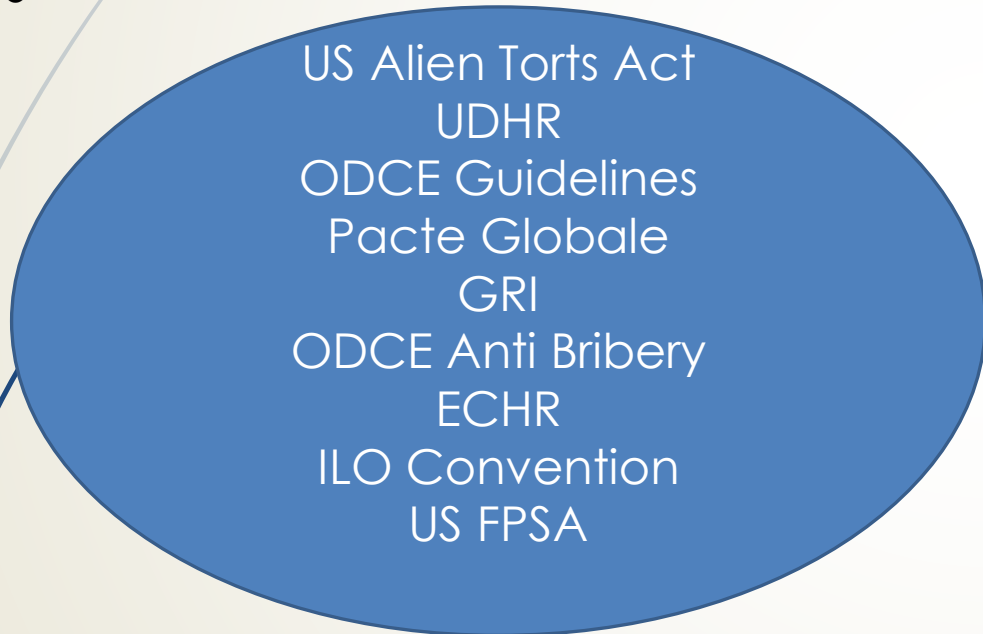 US Alien Torts Act
UDHR
ODCE Guidelines
Pacte Globale
GRI
ODCE Anti Bribery
ECHR
ILO Convention
US FPSA